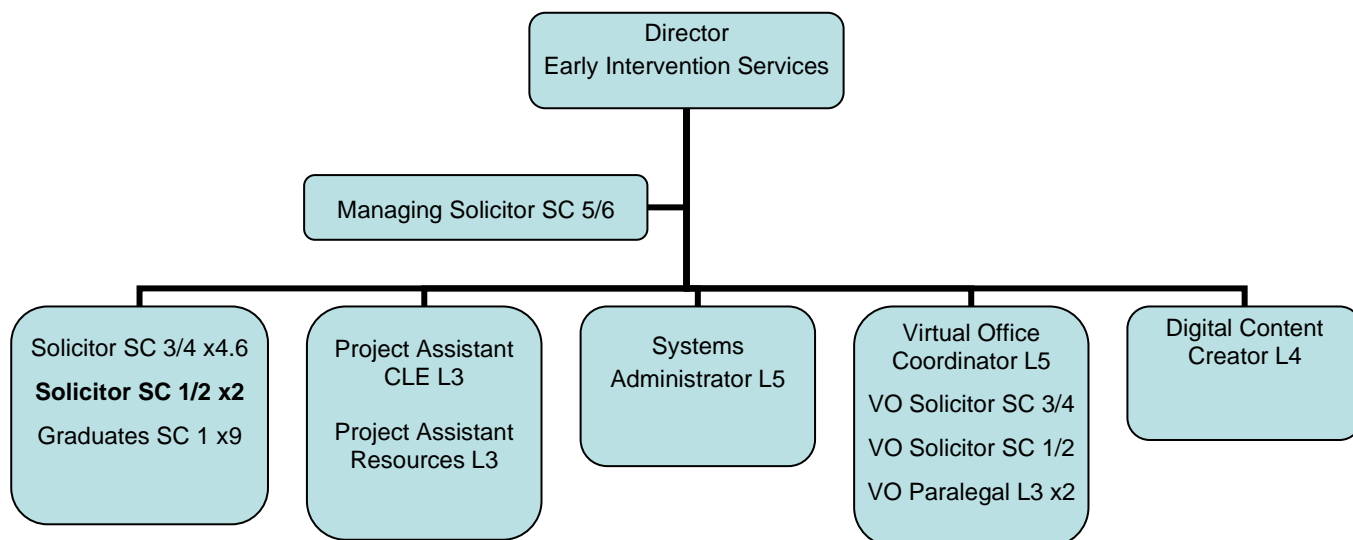 Director
Early Intervention Services
Managing Solicitor SC 5/6
Solicitor SC 3/4 x4.6
Solicitor SC 1/2 x2
Graduates SC 1 x9
Project Assistant
CLE L3
Project Assistant
Resources L3
Systems
Administrator L5
Virtual Office
Coordinator L5
VO Solicitor SC 3/4
VO Solicitor SC 1/2
VO Paralegal L3 x2
Digital Content
Creator L4